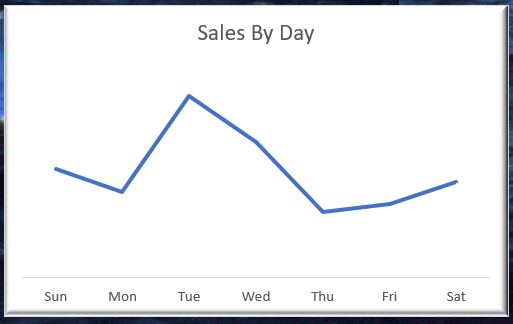 Sales By Day
Sun Mon Tue Wed Thu Fri Sat